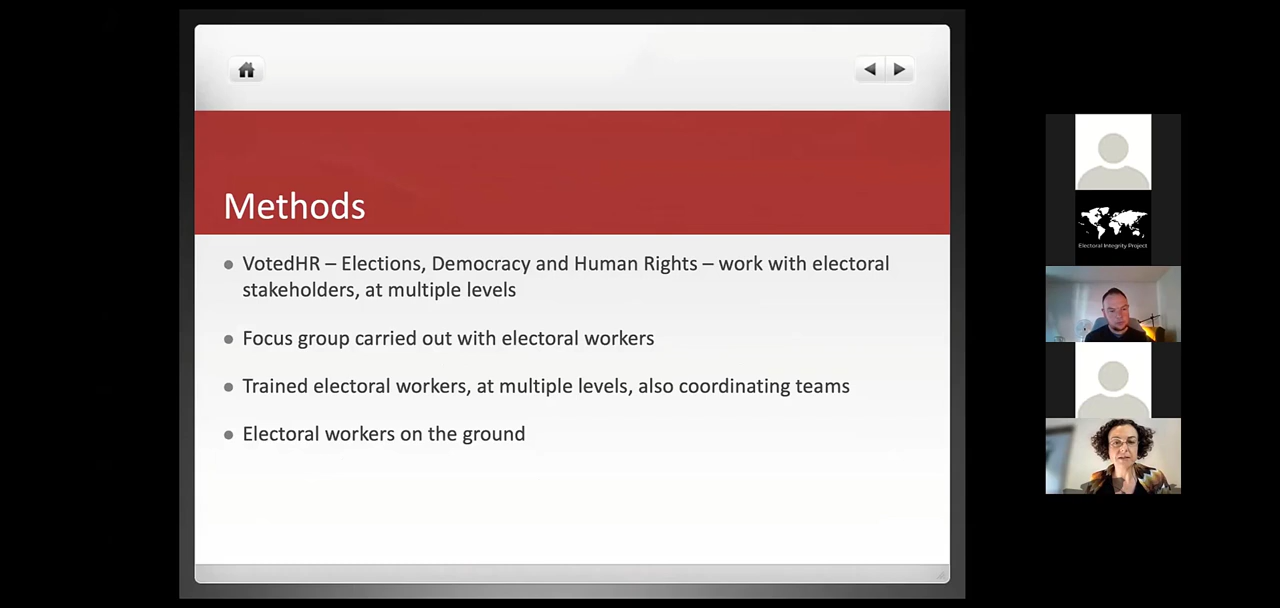 Methods
VotedHR – Elections, Democracy and Human Rights – work with electoral
stakeholders, at multiple levels
Focus group carried out with electoral workers
Trained electoral workers, at multiple levels, also coordinating teams
Electoral workers on the ground
Electoral Integrity Project